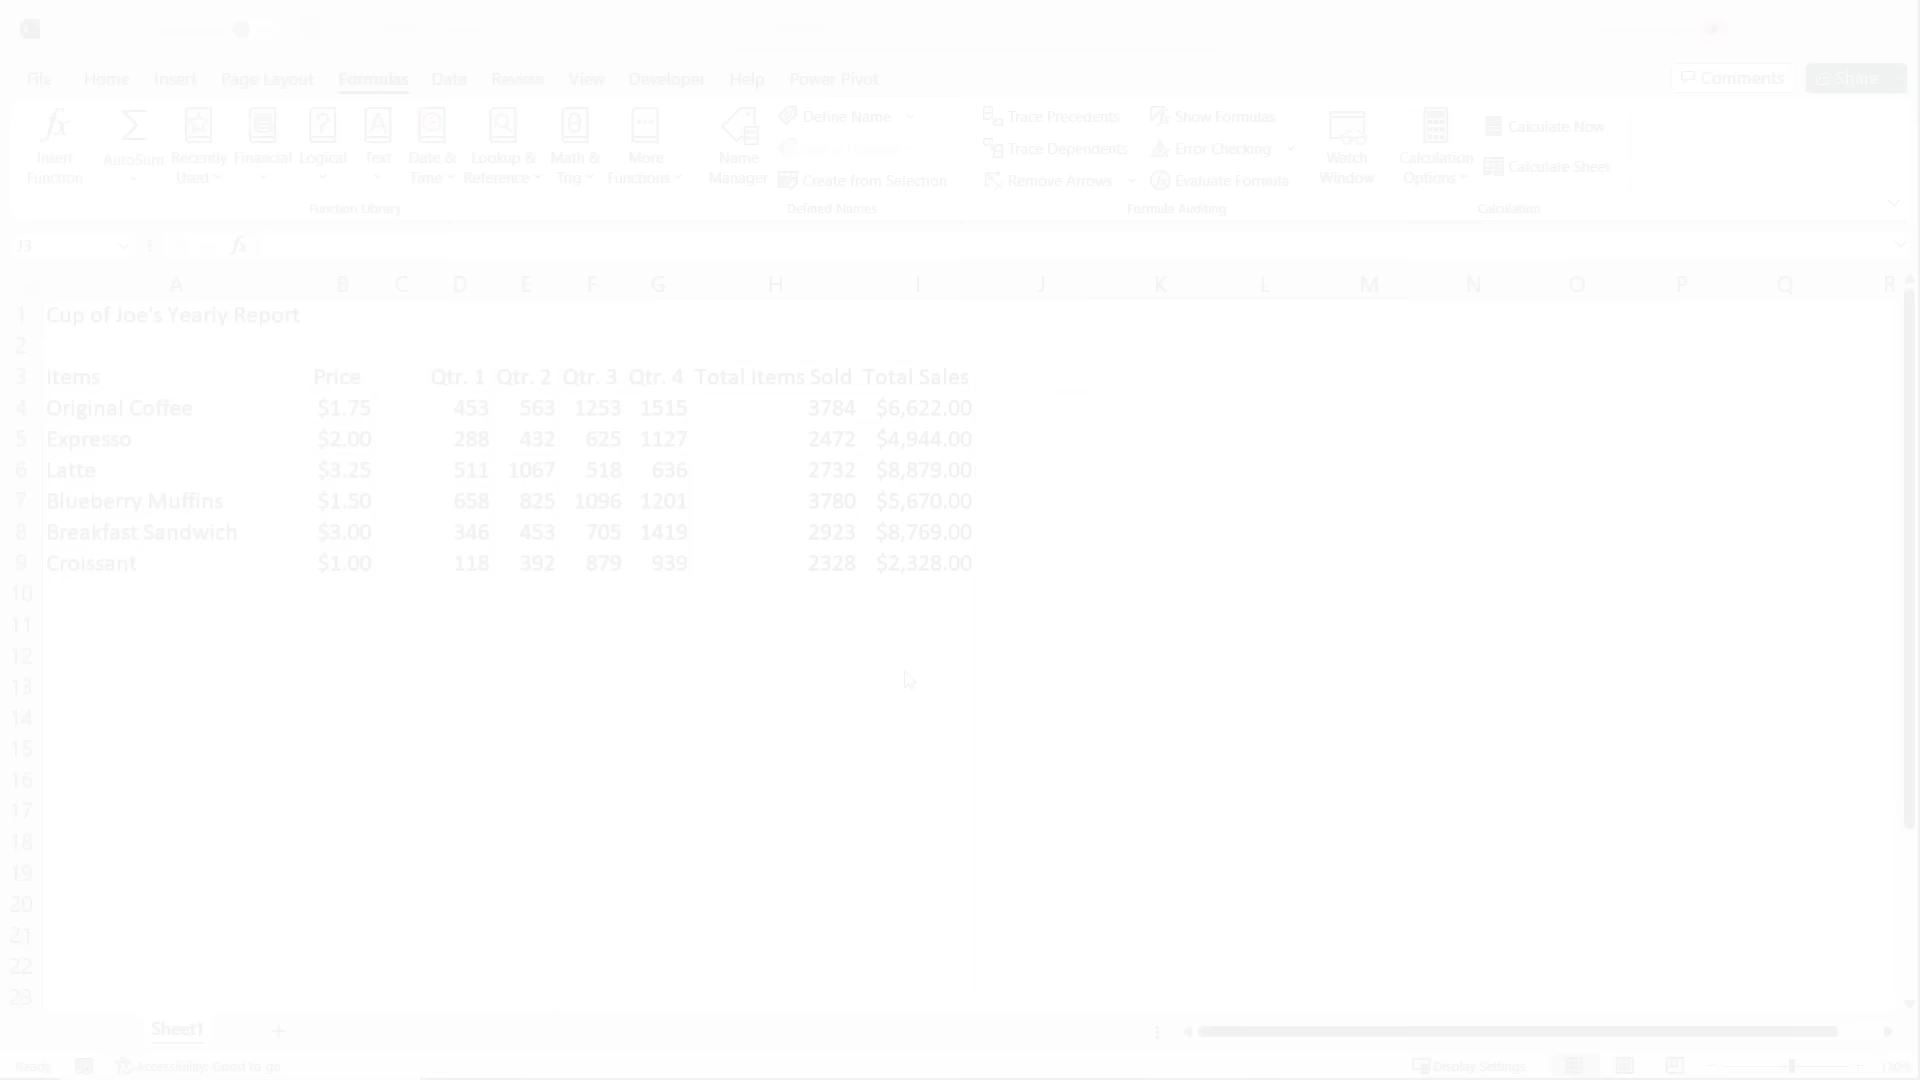 File Home Insert Page Layout Formulas Data Review View Developer Help Power Pivot Comments Share
Insert Function AutoSum Recently Used Financial Logical Text Date & Time Lookup & Reference Math & Trig More Functions
Function Library
Name Manager Define Name Create from Selection
Defined Names
Trace Precedents Show Formulas
Trace Dependents Error Checking
Remove Arrows Evaluate Formula
Watch Window
Formula Auditing
Calculation Options Calculate Now Calculate Sheet
Calculation
J3 fx
A B C D E F G H I J K L M N O P Q R
1 Cup of Joe's Yearly Report
2
3 Items Price Qtr. 1 Qtr. 2 Qtr. 3 Qtr. 4 Total Items Sold Total Sales
4 Original Coffee $1.75 453 563 1253 1515 3784 $6,622.00
5 Expresso $2.00 288 432 625 1127 2472 $4,944.00
6 Latte $3.25 511 1067 518 636 2732 $8,879.00
7 Blueberry Muffins $1.50 658 825 1096 1201 3780 $5,670.00
8 Breakfast Sandwich $3.00 346 453 705 1419 2923 $8,769.00
9 Croissant $1.00 118 392 879 939 2328 $2,328.00
10
11
12
13
14
15
16
17
18
19
20
21
22
23
Sheet1
Ready Accessibility: Good to go Display Settings